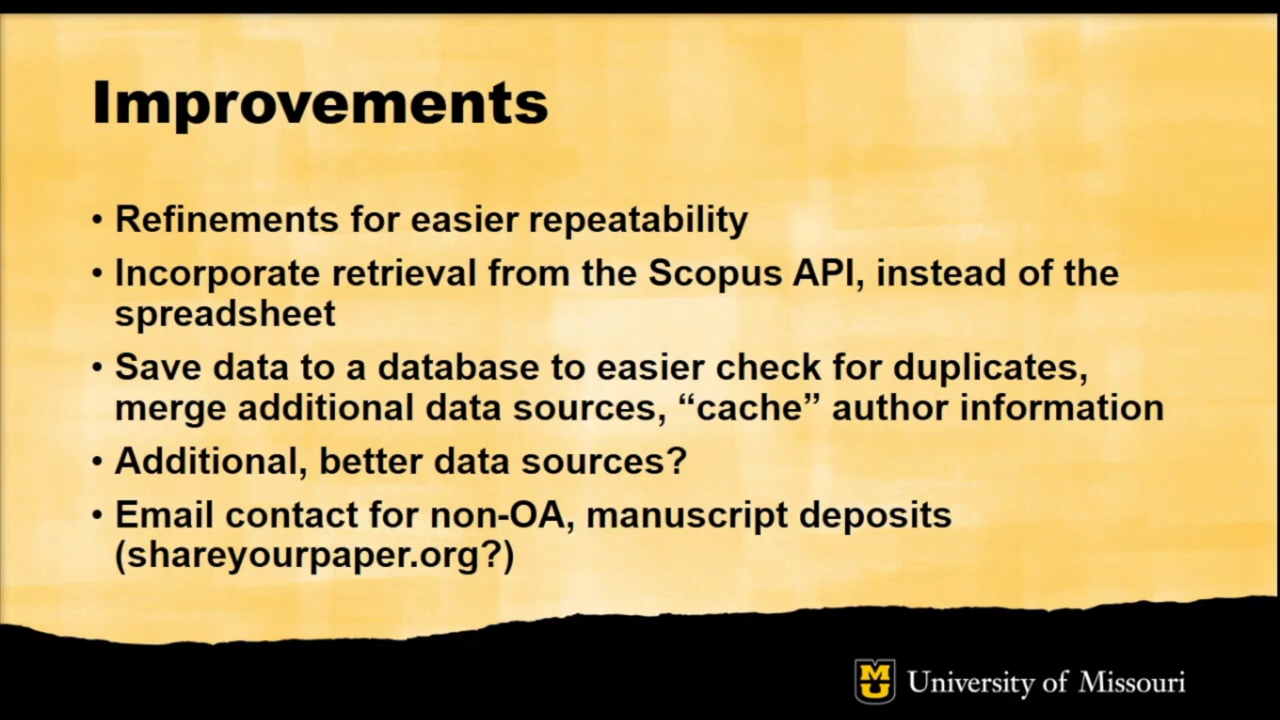 Improvements
• Refinements for easier repeatability
• Incorporate retrieval from the Scopus API, instead of the
spreadsheet
• Save data to a database to easier check for duplicates,
merge additional data sources, “cache” author information
• Additional, better data sources?
• Email contact for non-OA, manuscript deposits
(shareyourpaper.org?)
MU University of Missouri